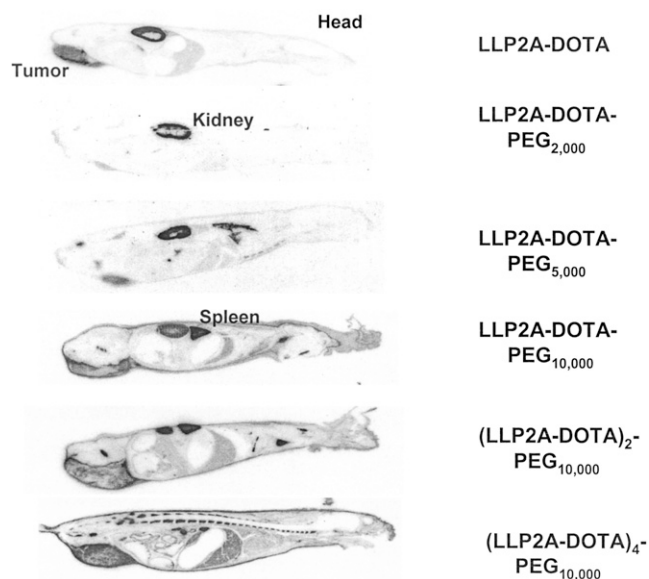 Head
LLP2A-DOTA
Tumor
Kidney
LLP2A-DOTA-
PEG2,000
LLP2A-DOTA-
PEG5,000
Spleen
LLP2A-DOTA-
PEG10,000
(LLP2A-DOTA)2-
PEG10,000
(LLP2A-DOTA)4-
PEG10,000